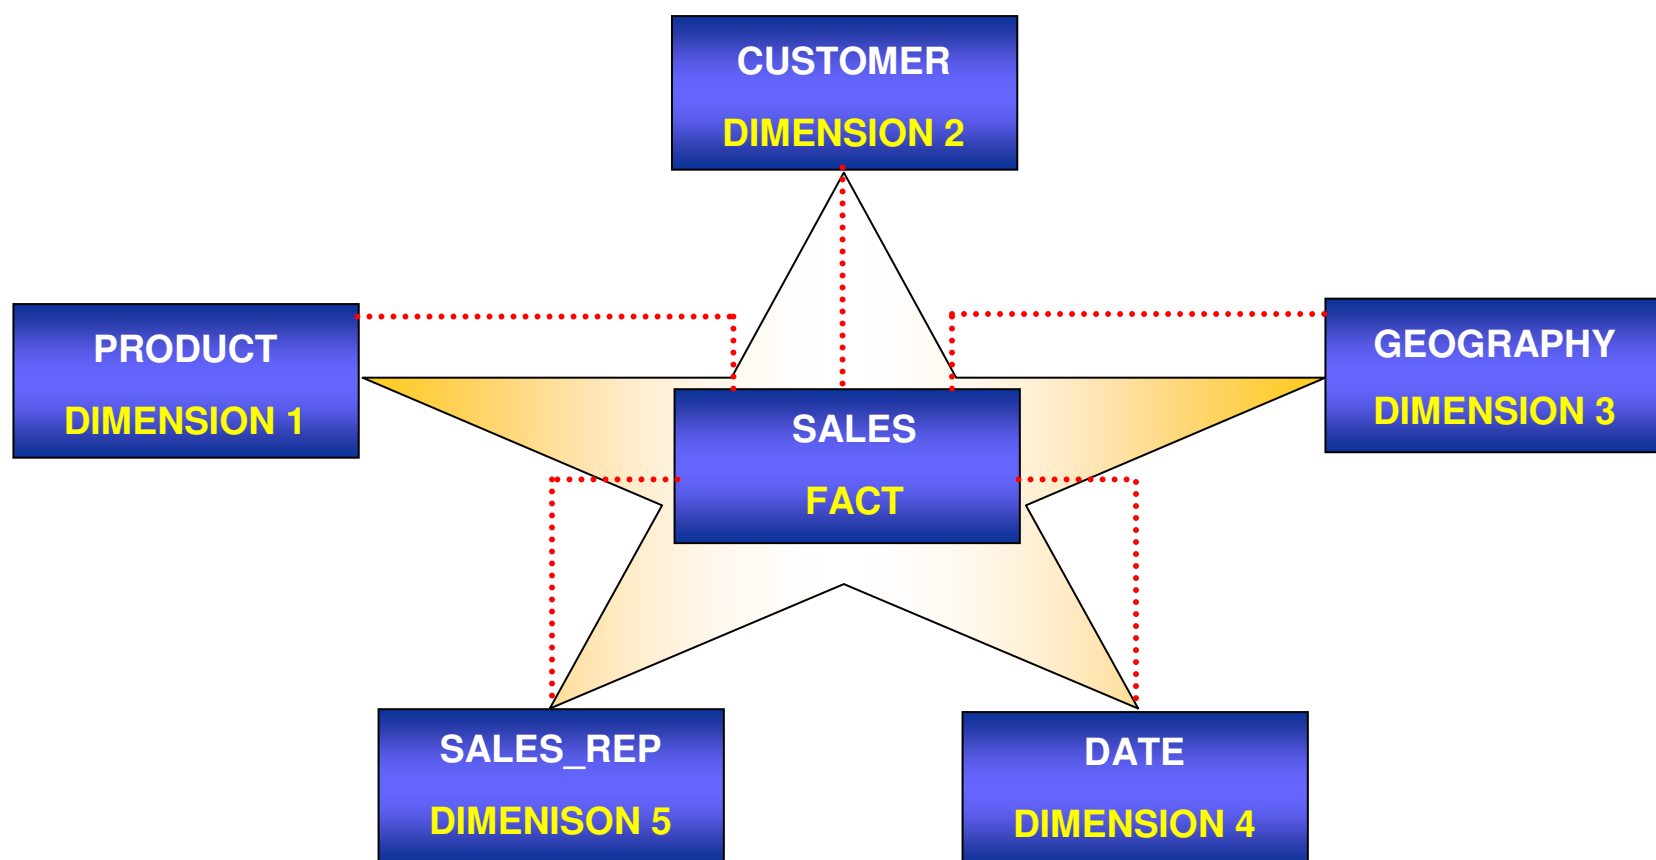 CUSTOMER
DIMENSION 2
PRODUCT
DIMENSION 1
GEOGRAPHY
DIMENSION 3
SALES
FACT
SALES_REP
DIMENISON 5
DATE
DIMENSION 4